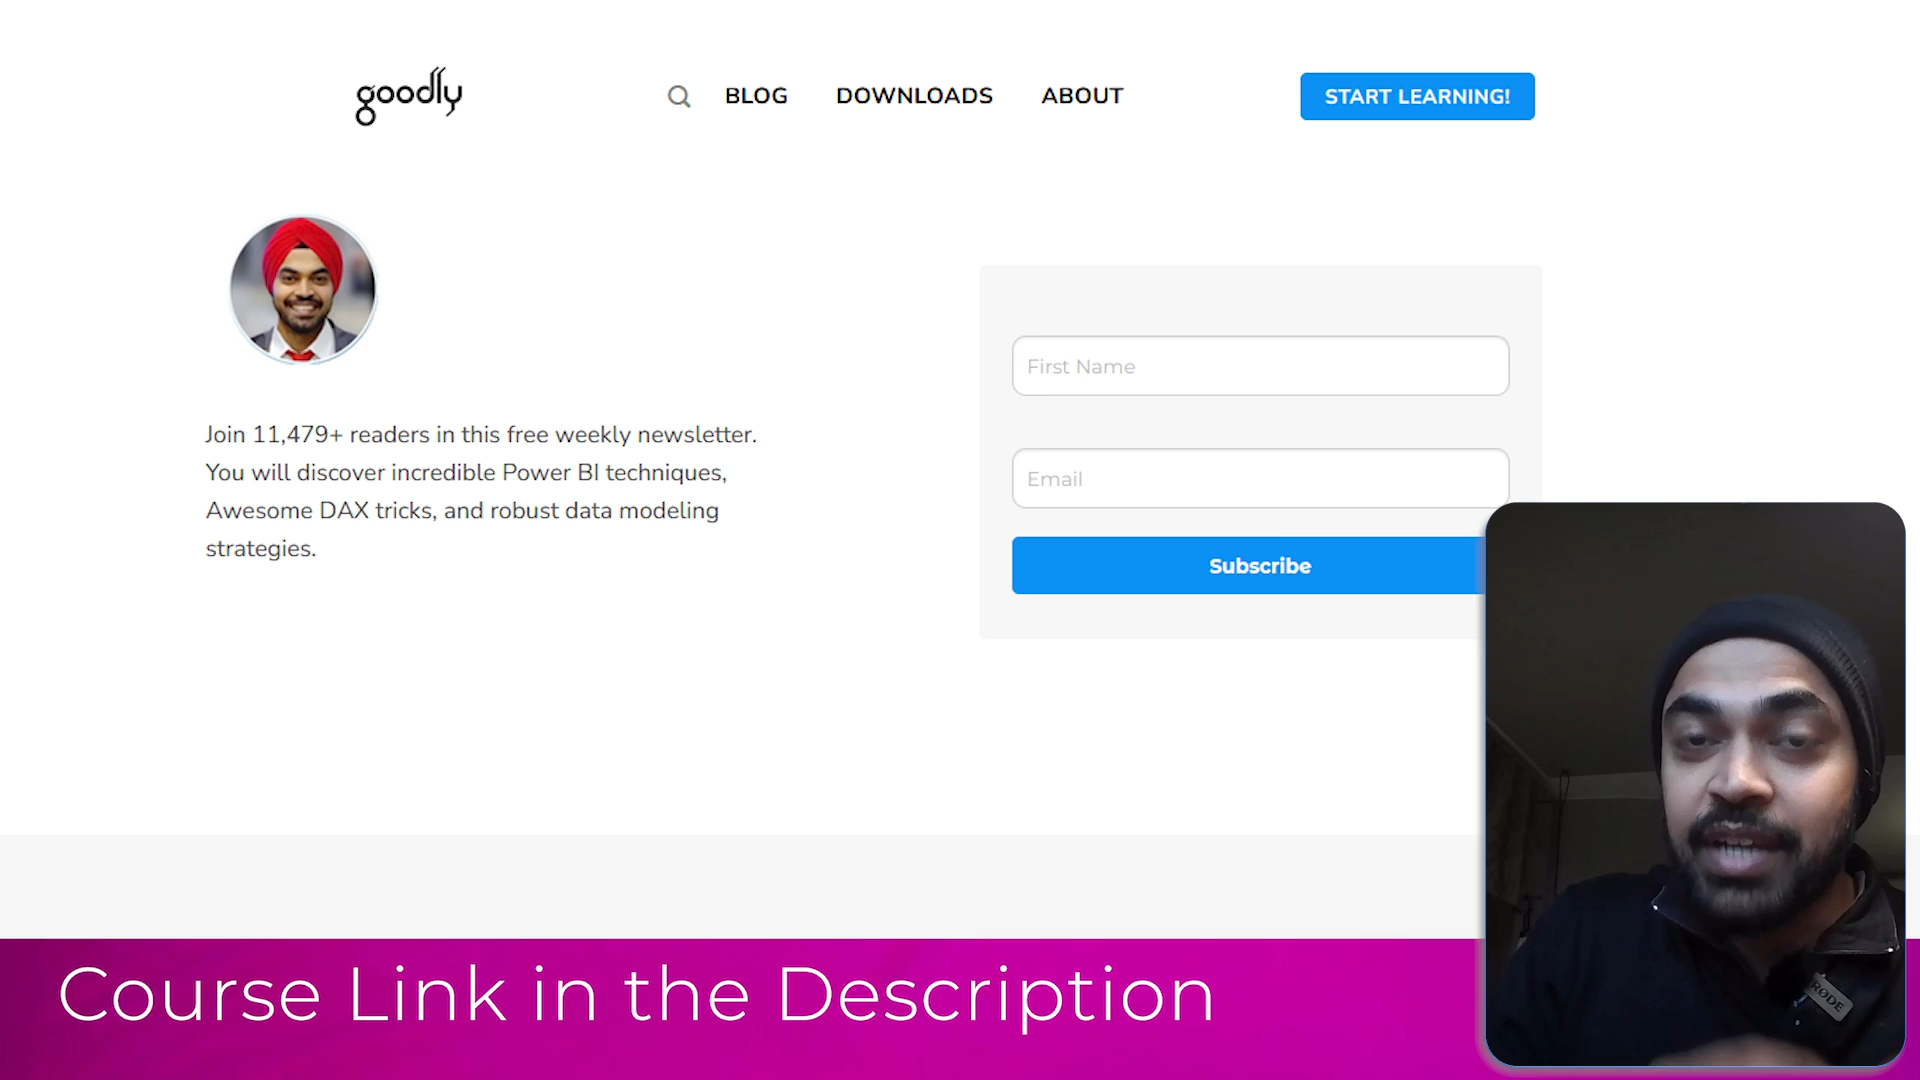 goodly
BLOG
DOWNLOADS
ABOUT
START LEARNING!
Join 11,479+ readers in this free weekly newsletter.
You will discover incredible Power BI techniques,
Awesome DAX tricks, and robust data modeling
strategies.
First Name
Email
Subscribe
RØDE
Course Link in the Description